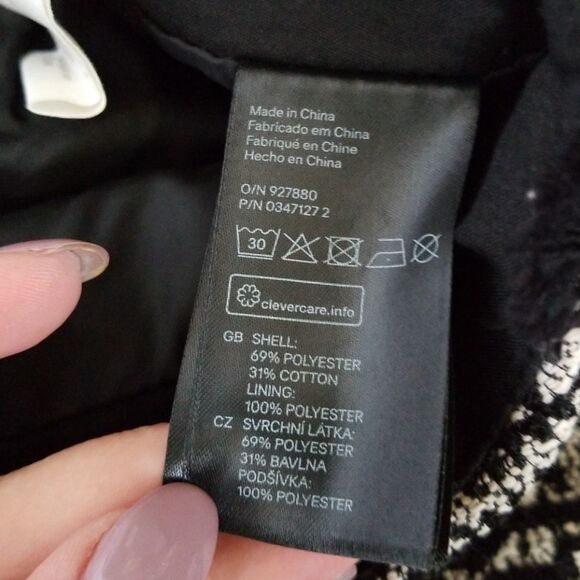 Made in China
Fabricado em China
Fabriqué en Chine
Hecho en China
O/N 927880
P/N 0347127 2
30
clevercare.info
GB SHELL:
69% POLYESTER
31% COTTON
LINING:
100% POLYESTER
CZ SVRCHNÍ LÁTKA:
69% POLYESTER
31% BAVLNA
PODŠÍVKA:
100% POLYESTER